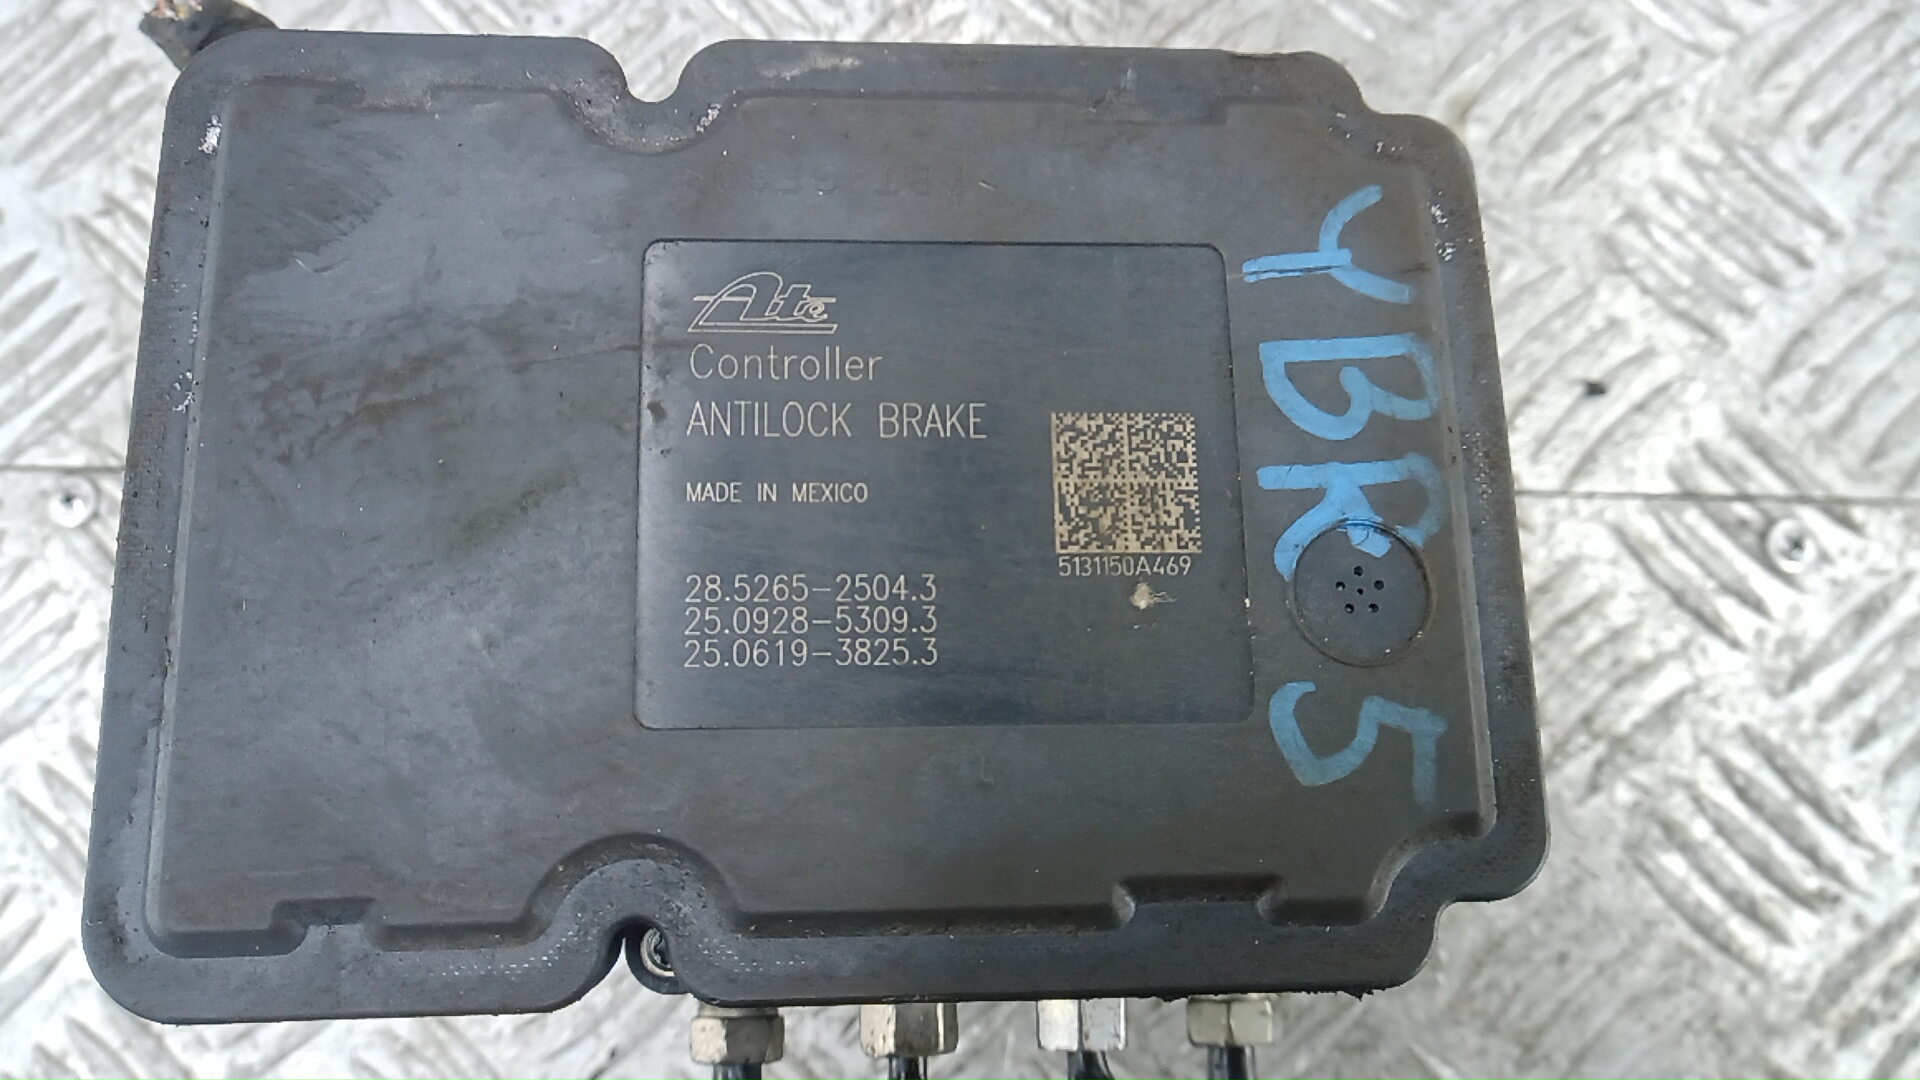 Ate
Controller
ANTILOCK BRAKE
MADE IN MEXICO
5131150A469
28.5265-2504.3
25.0928-5309.3
25.0619-3825.3
YBR5